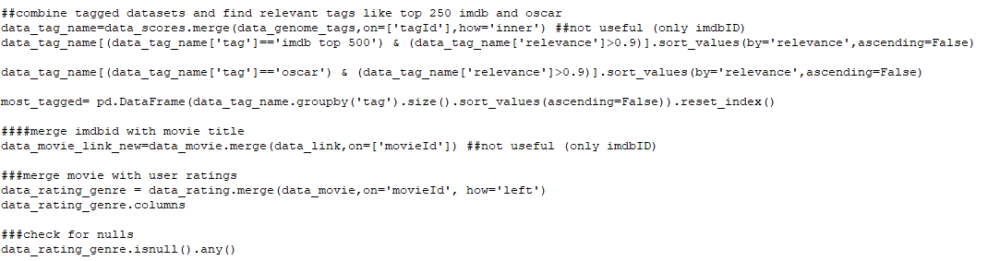 ##combine tagged datasets and find relevant tags like top 250 imdb and oscar
data_tag_name=data_scores.merge(data_genome_tags,on=['tagId'],how='inner') ##not useful (only imdbID)
data_tag_name[(data_tag_name['tag']=='imdb top 500') & (data_tag_name['relevance']>0.9)].sort_values(by='relevance',ascending=False)
data_tag_name[(data_tag_name['tag']=='oscar') & (data_tag_name['relevance']>0.9)].sort_values(by='relevance',ascending=False)
most_tagged= pd.DataFrame(data_tag_name.groupby('tag').size().sort_values(ascending=False)).reset_index()
####merge imdbid with movie title
data_movie_link_new=data_movie.merge(data_link,on=['movieId']) ##not useful (only imdbID)
###merge movie with user ratings
data_rating_genre = data_rating.merge(data_movie,on='movieId', how='left')
data_rating_genre.columns
###check for nulls
data_rating_genre.isnull().any()